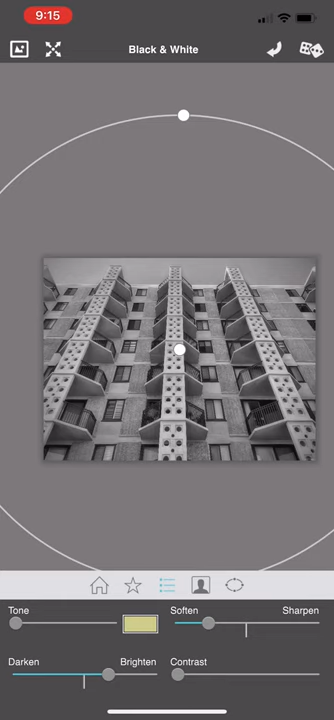 9:15
Black & White
Tone
Soften
Sharpen
Darken
Brighten
Contrast